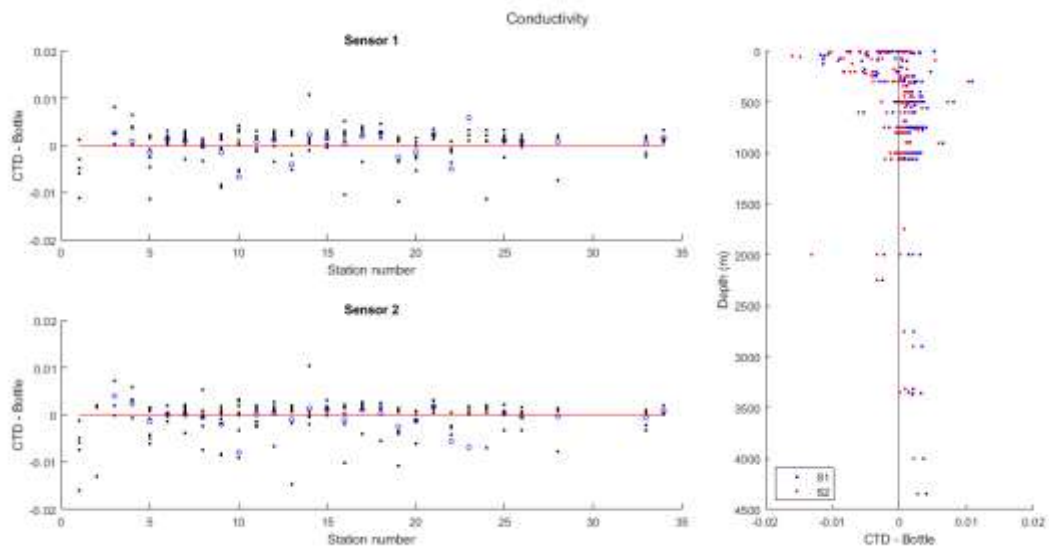 Conductivity
Sensor 1
0.02
0.01
0
-0.01
-0.02
CTD - Bottle
0 5 10 15 20 25 30 35
Station number
Sensor 2
0.02
0.01
0
-0.01
-0.02
CTD - Bottle
0 5 10 15 20 25 30 35
Station number
0
500
1000
1500
2000
2500
3000
3500
4000
4500
Depth (m)
S1
S2
-0.02 -0.01 0 0.01 0.02
CTD - Bottle